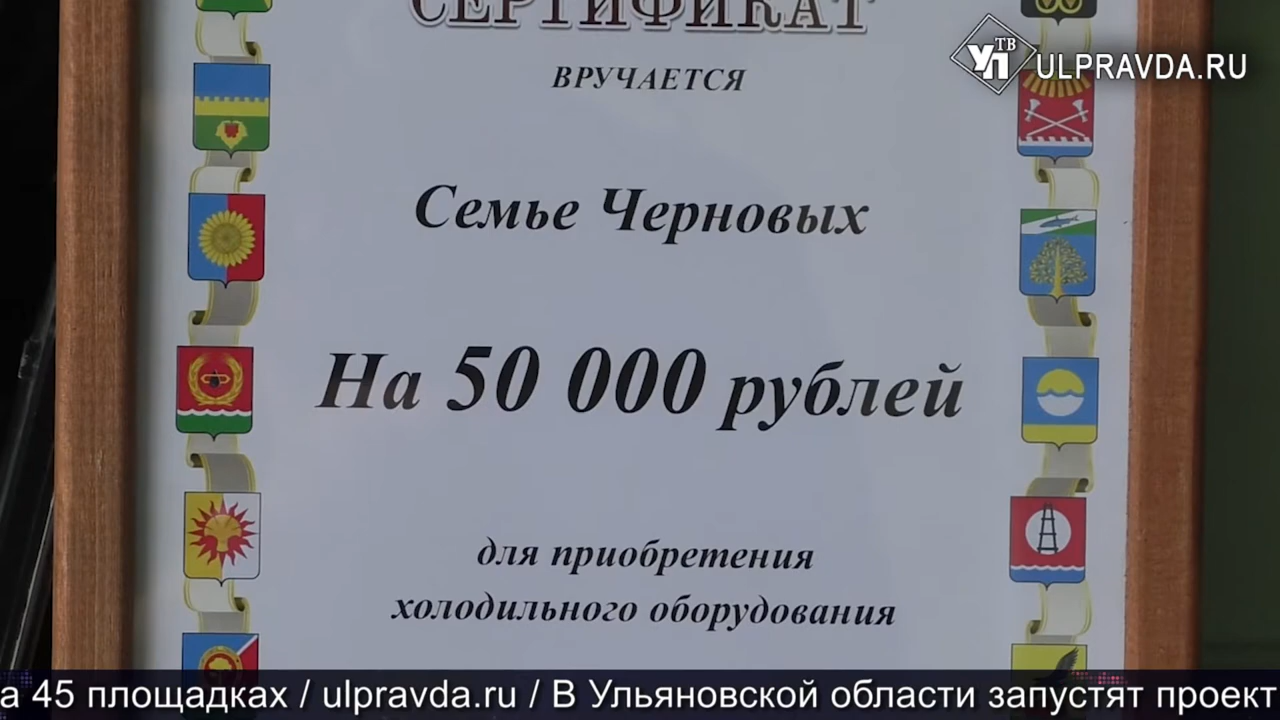 СЕРТИФИКАТ
УП ТВ ULPRAVDA.RU
ВРУЧАЕТСЯ
Семье Черновых
На 50 000 рублей
для приобретения
холодильного оборудования
а 45 площадках / ulpravda.ru / В Ульяновской области запустят проект